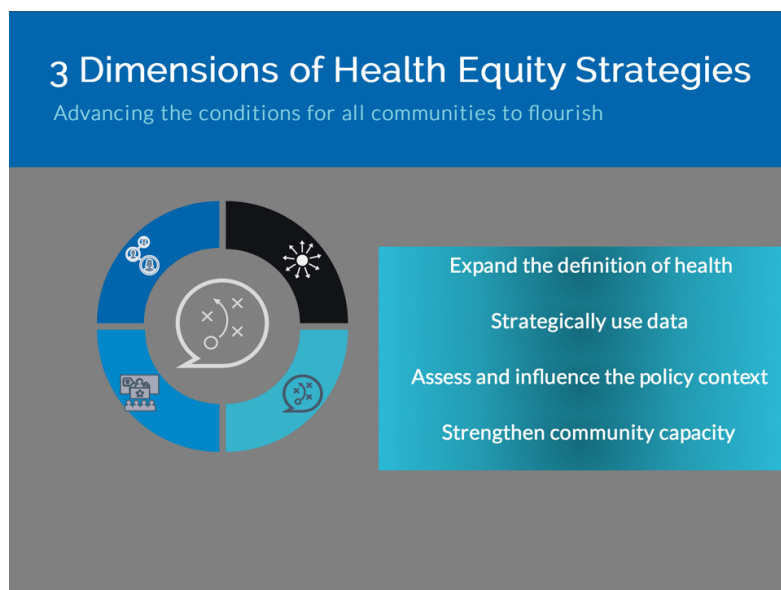 3 Dimensions of Health Equity Strategies
Advancing the conditions for all communities to flourish
Expand the definition of health
Strategically use data
Assess and influence the policy context
Strengthen community capacity